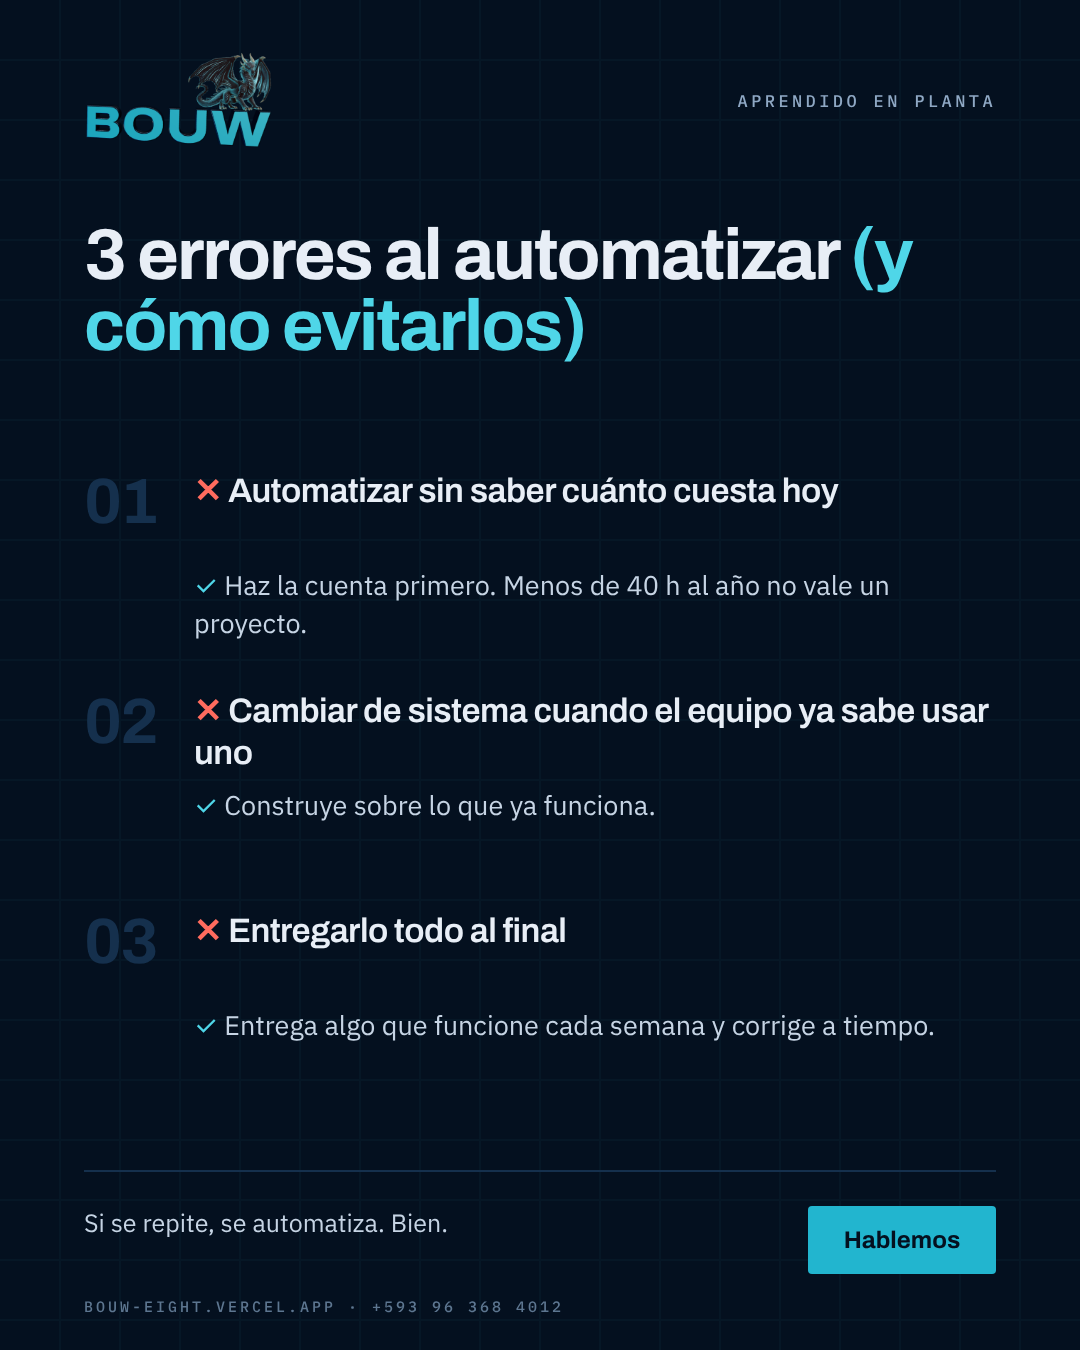 BOUW
APRENDIDO EN PLANTA
3 errores al automatizar (y
cómo evitarlos)
01
✕ Automatizar sin saber cuánto cuesta hoy
✓ Haz la cuenta primero. Menos de 40 h al año no vale un
proyecto.
02
✕ Cambiar de sistema cuando el equipo ya sabe usar
uno
✓ Construye sobre lo que ya funciona.
03
✕ Entregarlo todo al final
✓ Entrega algo que funcione cada semana y corrige a tiempo.
Si se repite, se automatiza. Bien.
Hablemos
BOUW-EIGHT.VERCEL.APP · +593 96 368 4012